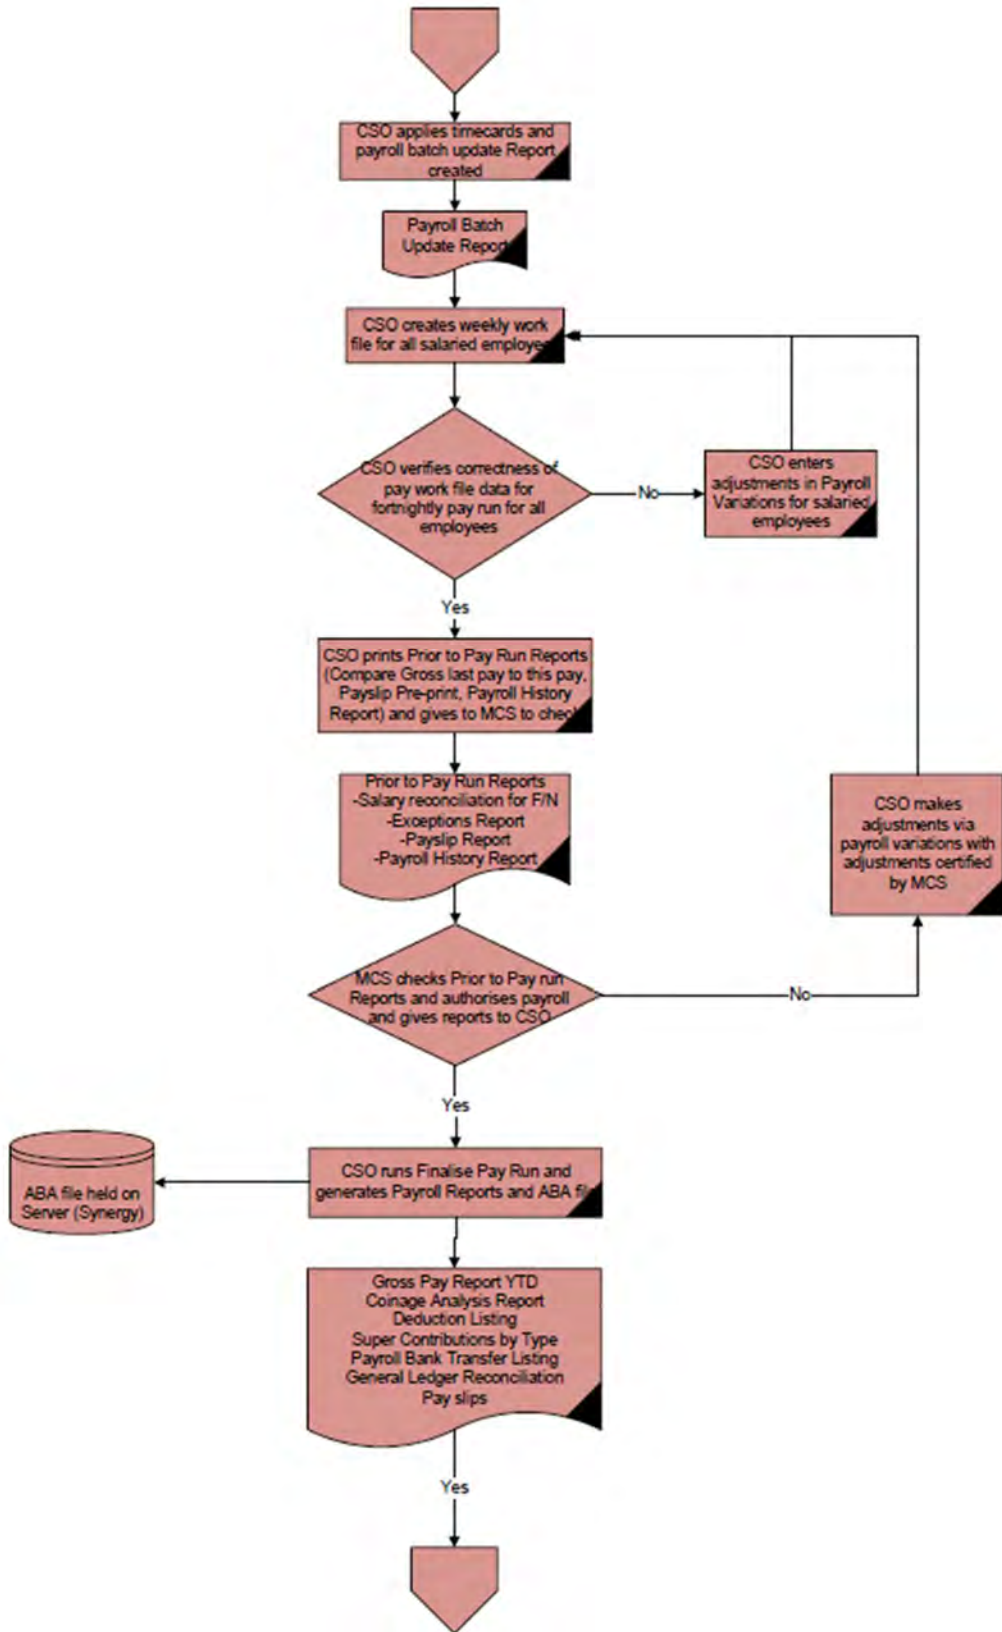 CSO applies timecards and
payroll batch update Report
created
Payroll Batch
Update Report
CSO creates weekly work
file for all salaried employee
CSO verifies correctness of
pay work file data for
fortnightly pay run for all
employees
No
CSO enters
adjustments in Payroll
Variations for salaried
employees
Yes
CSO prints Prior to Pay Run Reports
(Compare Gross last pay to this pay,
Payslip Pre-print, Payroll History
Report) and gives to MCS to check
Prior to Pay Run Reports
-Salary reconciliation for F/N
-Exceptions Report
-Payslip Report
-Payroll History Report
CSO makes
adjustments via
payroll variations with
adjustments certified
by MCS
MCS checks Prior to Pay run
Reports and authorises payroll
and gives reports to CSO
No
Yes
ABA file held on
Server (Synergy)
CSO runs Finalise Pay Run and
generates Payroll Reports and ABA file
Gross Pay Report YTD
Coinage Analysis Report
Deduction Listing
Super Contributions by Type
Payroll Bank Transfer Listing
General Ledger Reconciliation
Pay slips
Yes